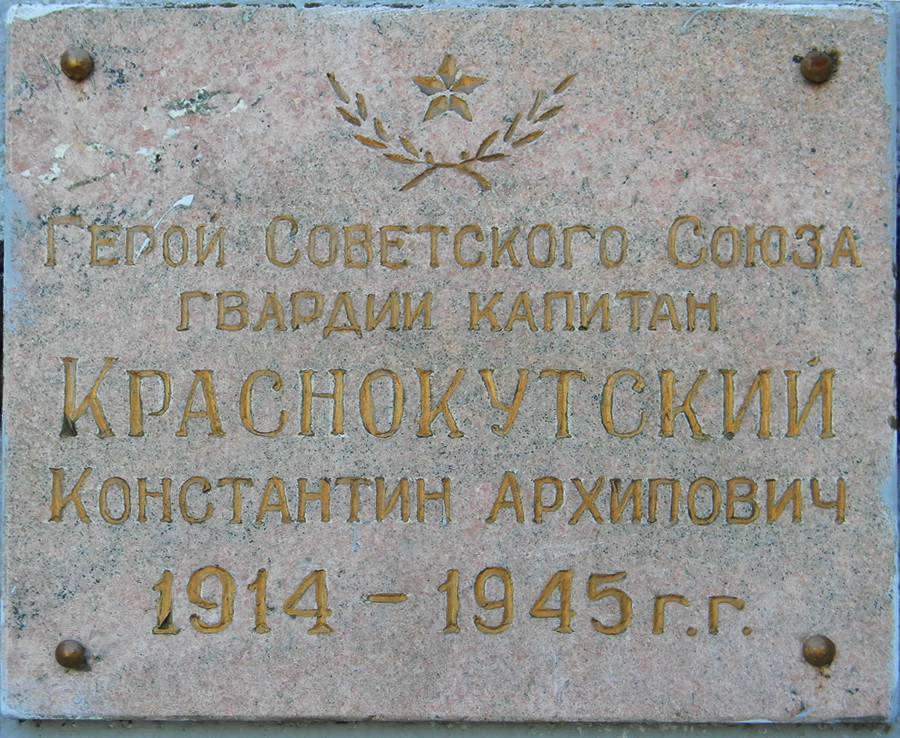 Герой Советского Союза
гвардии капитан
Краснокутский
Константин Архипович
1914 – 1945 г.г.